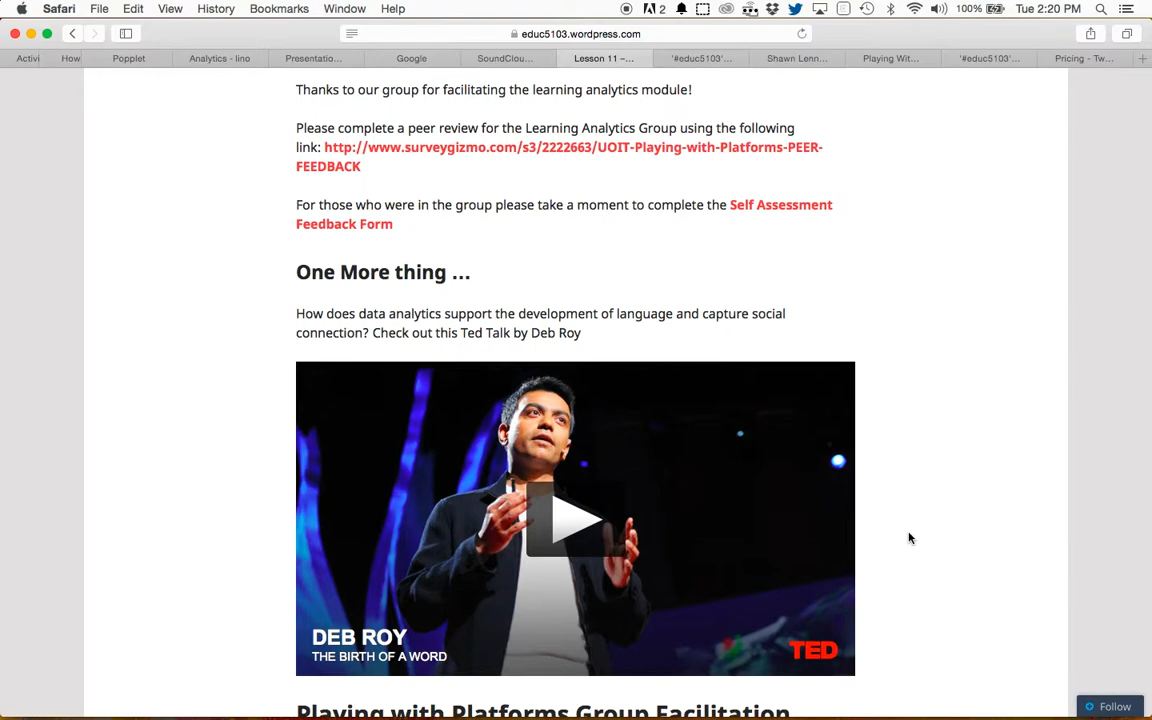 Safari File Edit View History Bookmarks Window Help 2 100% Tue 2:20 PM
educ5103.wordpress.com
Activi How Popplet Analytics - lino Presentatio... Google SoundClou... Lesson 11 –... '#educ5103'... Shawn Lenn... Playing Wit... '#educ5103'... Pricing - Tw...
Thanks to our group for facilitating the learning analytics module!
Please complete a peer review for the Learning Analytics Group using the following
link: http://www.surveygizmo.com/s3/2222663/UOIT-Playing-with-Platforms-PEER-
FEEDBACK
For those who were in the group please take a moment to complete the Self Assessment
Feedback Form
One More thing ...
How does data analytics support the development of language and capture social
connection? Check out this Ted Talk by Deb Roy
DEB ROY
THE BIRTH OF A WORD
TED
Playing with Platforms Group Facilitation
Follow